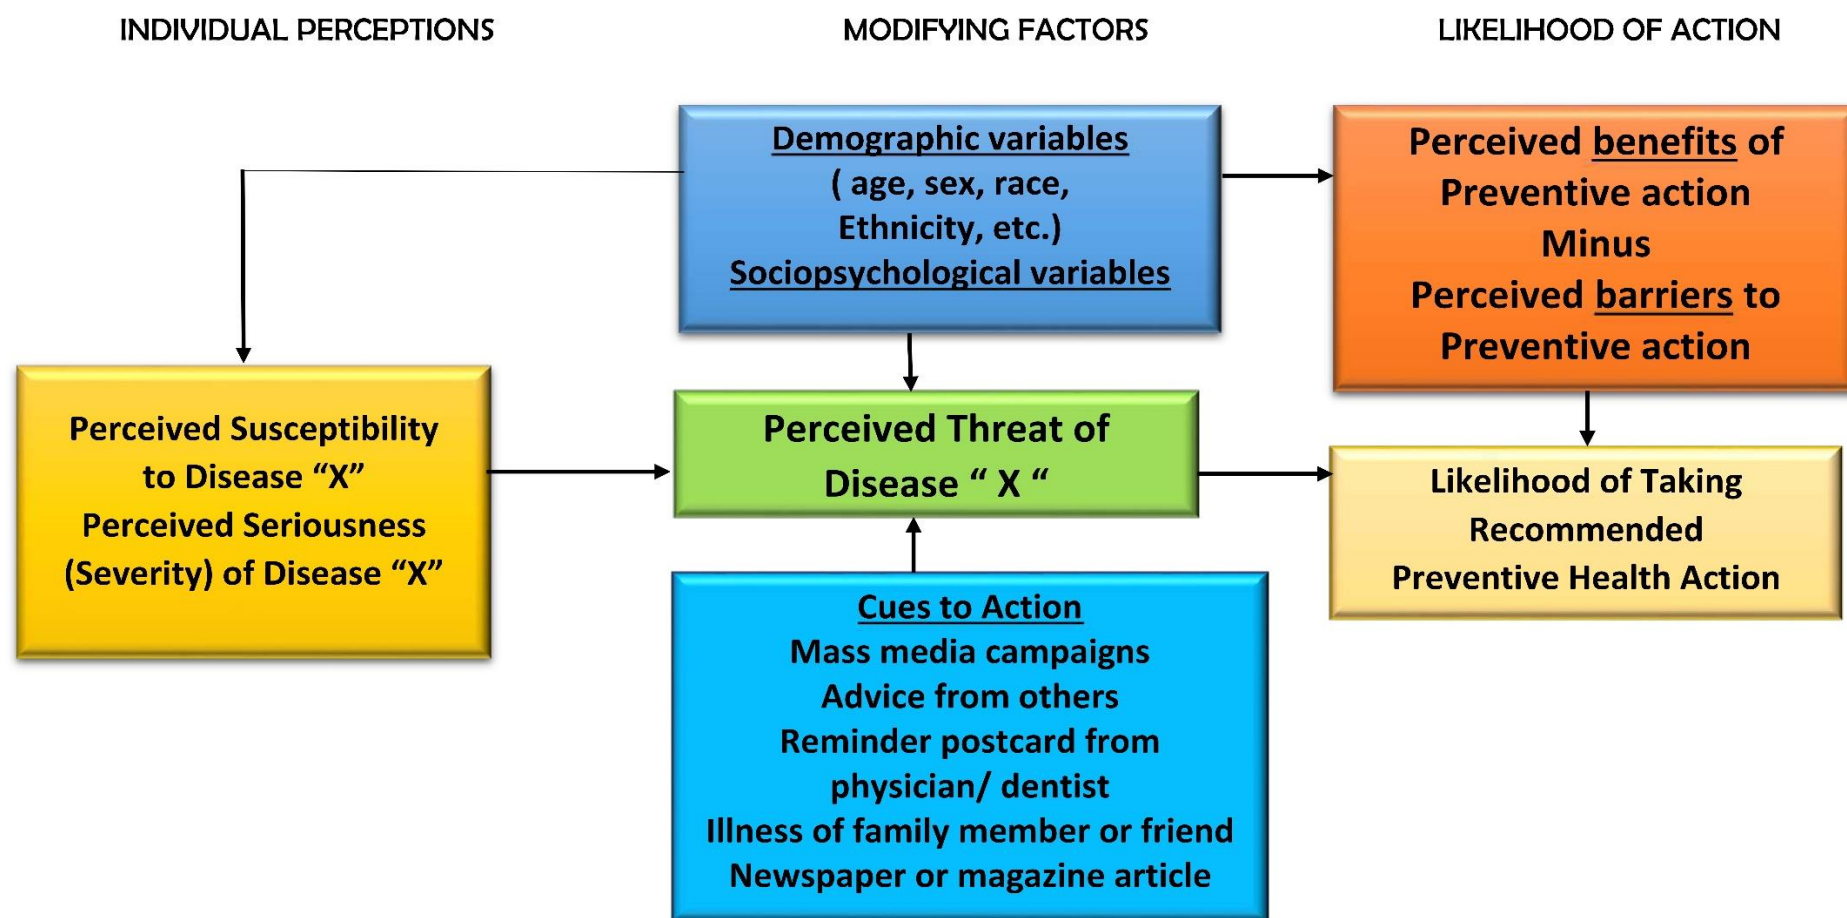 INDIVIDUAL PERCEPTIONS
MODIFYING FACTORS
LIKELIHOOD OF ACTION
Demographic variables
( age, sex, race,
Ethnicity, etc.)
Sociopsychological variables
Perceived benefits of
Preventive action
Minus
Perceived barriers to
Preventive action
Perceived Susceptibility
to Disease “X”
Perceived Seriousness
(Severity) of Disease “X”
Perceived Threat of
Disease “ X “
Likelihood of Taking
Recommended
Preventive Health Action
Cues to Action
Mass media campaigns
Advice from others
Reminder postcard from
physician/ dentist
Illness of family member or friend
Newspaper or magazine article